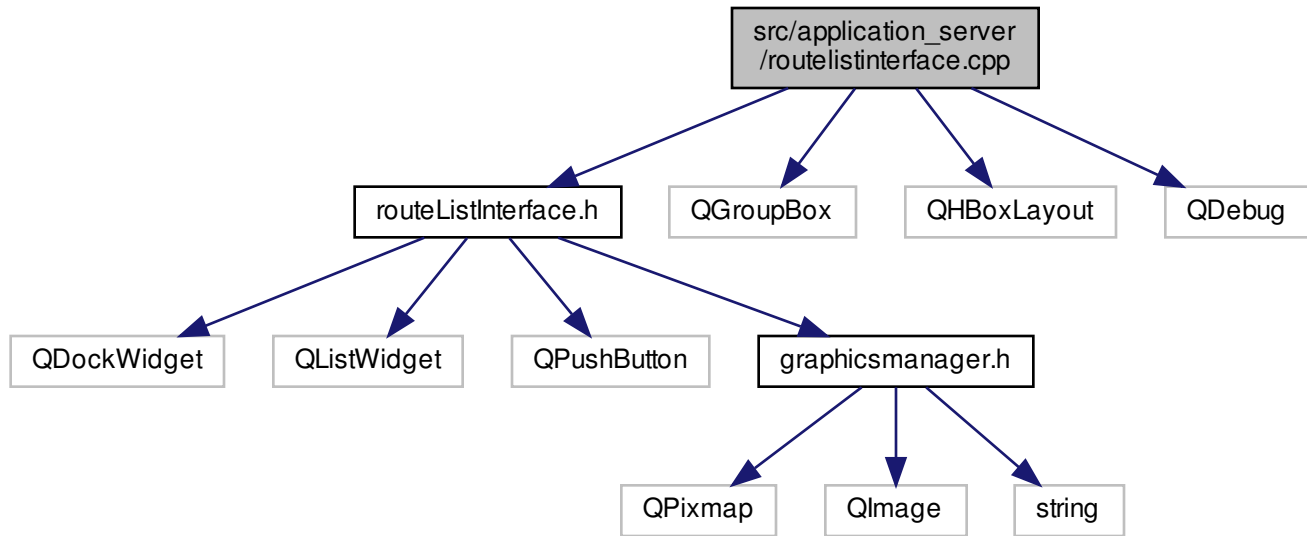 src/application_server
/routelistinterface.cpp
routeListInterface.h
QGroupBox
QHBoxLayout
QDebug
QDockWidget
QListWidget
QPushButton
graphicsmanager.h
QPixmap
QImage
string